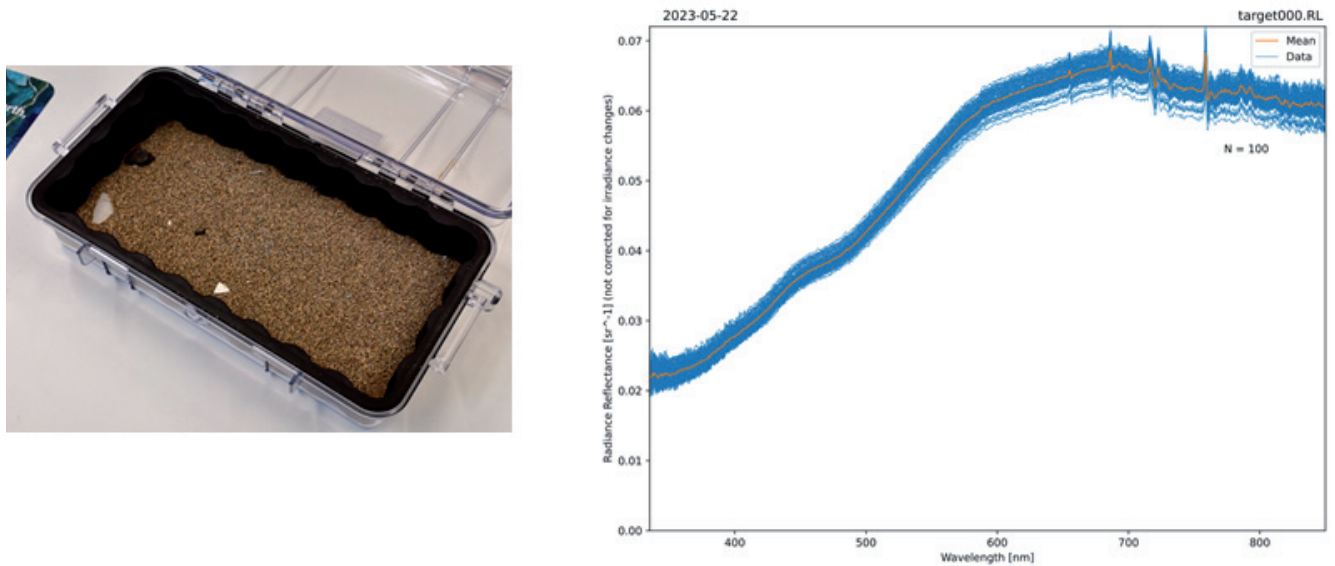 rth
2023-05-22
target000.RL
Radiance Reflectance [sr^-1] (not corrected for irradiance changes)
0.07
0.06
0.05
0.04
0.03
0.02
0.01
0.00
Mean
Data
N = 100
400
500
600
700
800
Wavelength [nm]